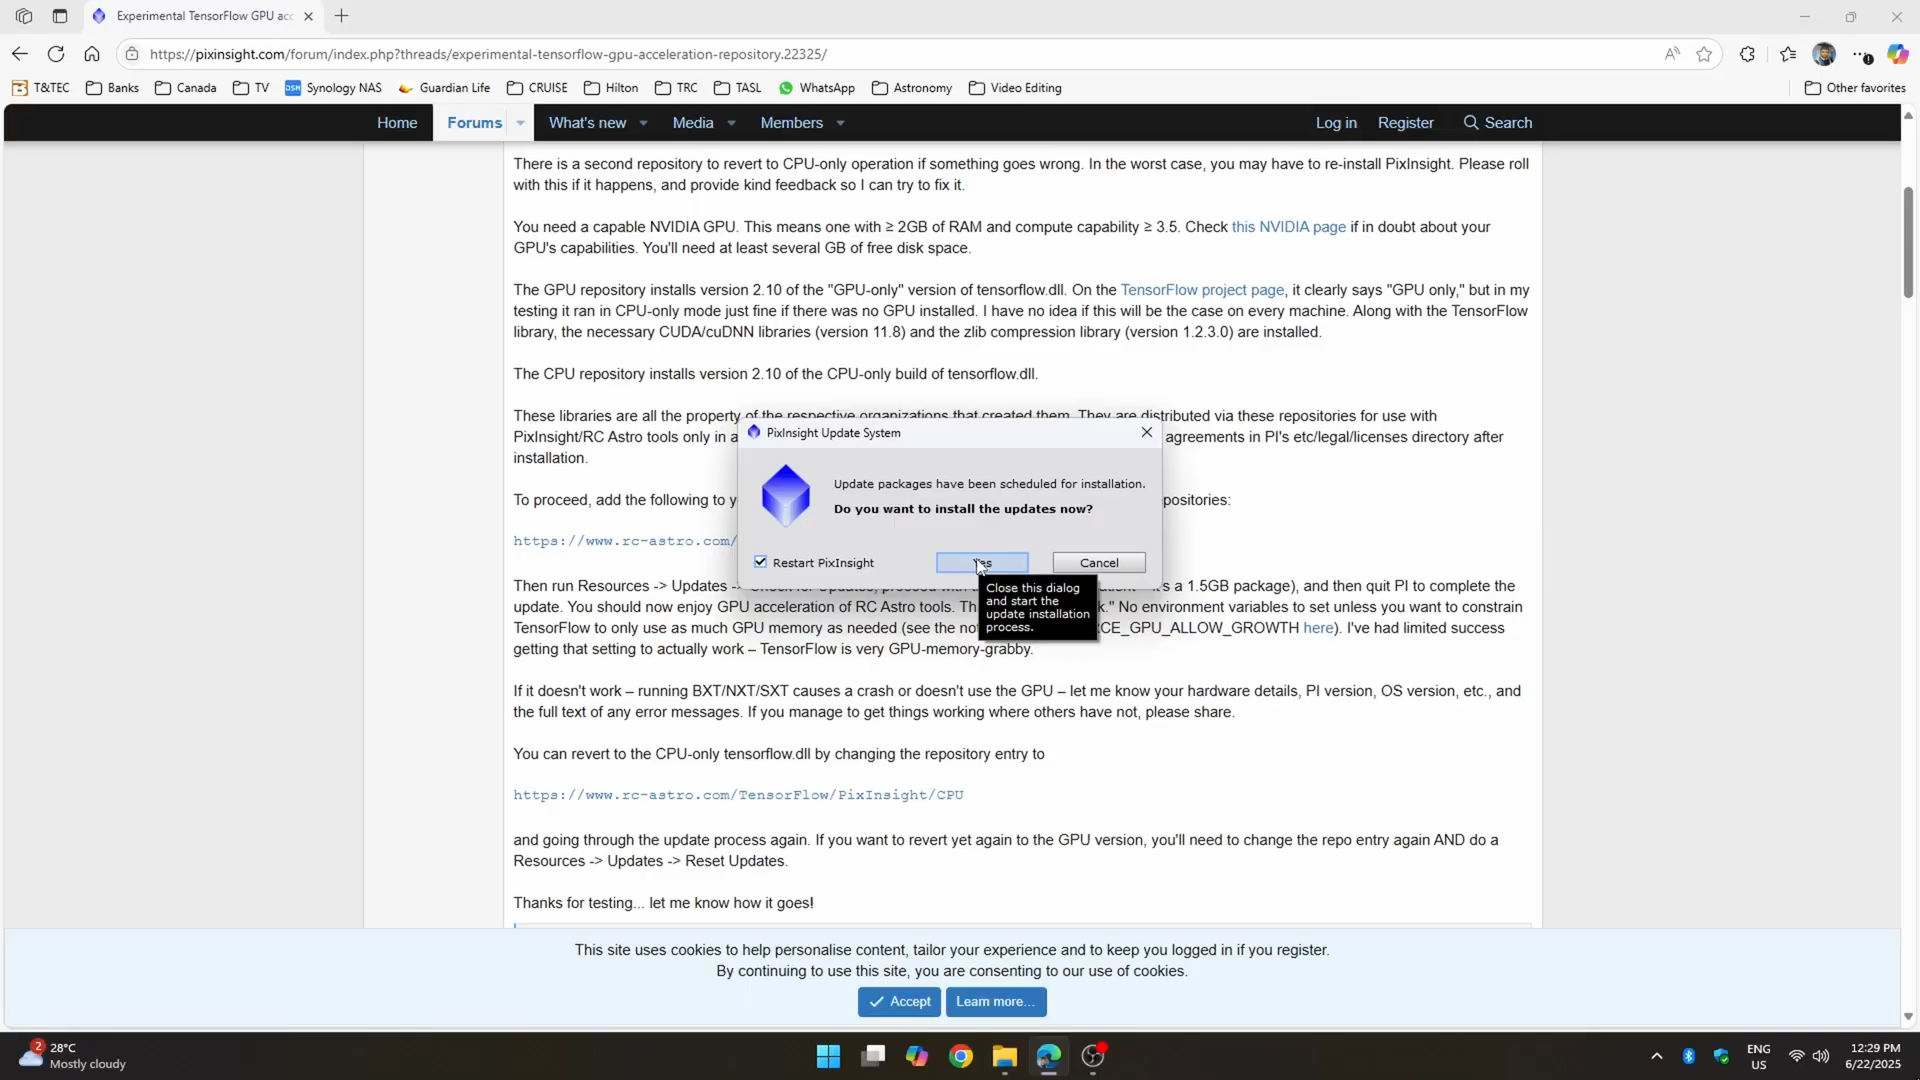 Experimental TensorFlow GPU acc
https://pixinsight.com/forum/index.php?threads/experimental-tensorflow-gpu-acceleration-repository.22325/
T&TEC Banks Canada TV Synology NAS Guardian Life CRUISE Hilton TRC TASL WhatsApp Astronomy Video Editing Other favorites
Home Forums What's new Media Members Log in Register Search
There is a second repository to revert to CPU-only operation if something goes wrong. In the worst case, you may have to re-install PixInsight. Please roll
with this if it happens, and provide kind feedback so I can try to fix it.
You need a capable NVIDIA GPU. This means one with ≥ 2GB of RAM and compute capability ≥ 3.5. Check this NVIDIA page if in doubt about your
GPU's capabilities. You'll need at least several GB of free disk space.
The GPU repository installs version 2.10 of the "GPU-only" version of tensorflow.dll. On the TensorFlow project page, it clearly says "GPU only," but in my
testing it ran in CPU-only mode just fine if there was no GPU installed. I have no idea if this will be the case on every machine. Along with the TensorFlow
library, the necessary CUDA/cuDNN libraries (version 11.8) and the zlib compression library (version 1.2.3.0) are installed.
The CPU repository installs version 2.10 of the CPU-only build of tensorflow.dll.
These libraries are all the property of the respective organizations that created them. They are distributed via these repositories for use with
PixInsight/RC Astro tools only in a agreements in PI's etc/legal/licenses directory after
installation.
PixInsight Update System
Update packages have been scheduled for installation.
Do you want to install the updates now?
Restart PixInsight Yes Cancel
Close this dialog
and start the
update installation
process.
To proceed, add the following to y positories:
https://www.rc-astro.com/
Then run Resources -> Updates s a 1.5GB package), and then quit PI to complete the
update. You should now enjoy GPU acceleration of RC Astro tools. Th k." No environment variables to set unless you want to constrain
TensorFlow to only use as much GPU memory as needed (see the no RCE_GPU_ALLOW_GROWTH here). I've had limited success
getting that setting to actually work – TensorFlow is very GPU-memory-grabby.
If it doesn't work – running BXT/NXT/SXT causes a crash or doesn't use the GPU – let me know your hardware details, PI version, OS version, etc., and
the full text of any error messages. If you manage to get things working where others have not, please share.
You can revert to the CPU-only tensorflow.dll by changing the repository entry to
https://www.rc-astro.com/TensorFlow/PixInsight/CPU
and going through the update process again. If you want to revert yet again to the GPU version, you'll need to change the repo entry again AND do a
Resources -> Updates -> Reset Updates.
Thanks for testing... let me know how it goes!
This site uses cookies to help personalise content, tailor your experience and to keep you logged in if you register.
By continuing to use this site, you are consenting to our use of cookies.
Accept Learn more...
2
28°C
Mostly cloudy
ENG
US
12:29 PM
6/22/2025